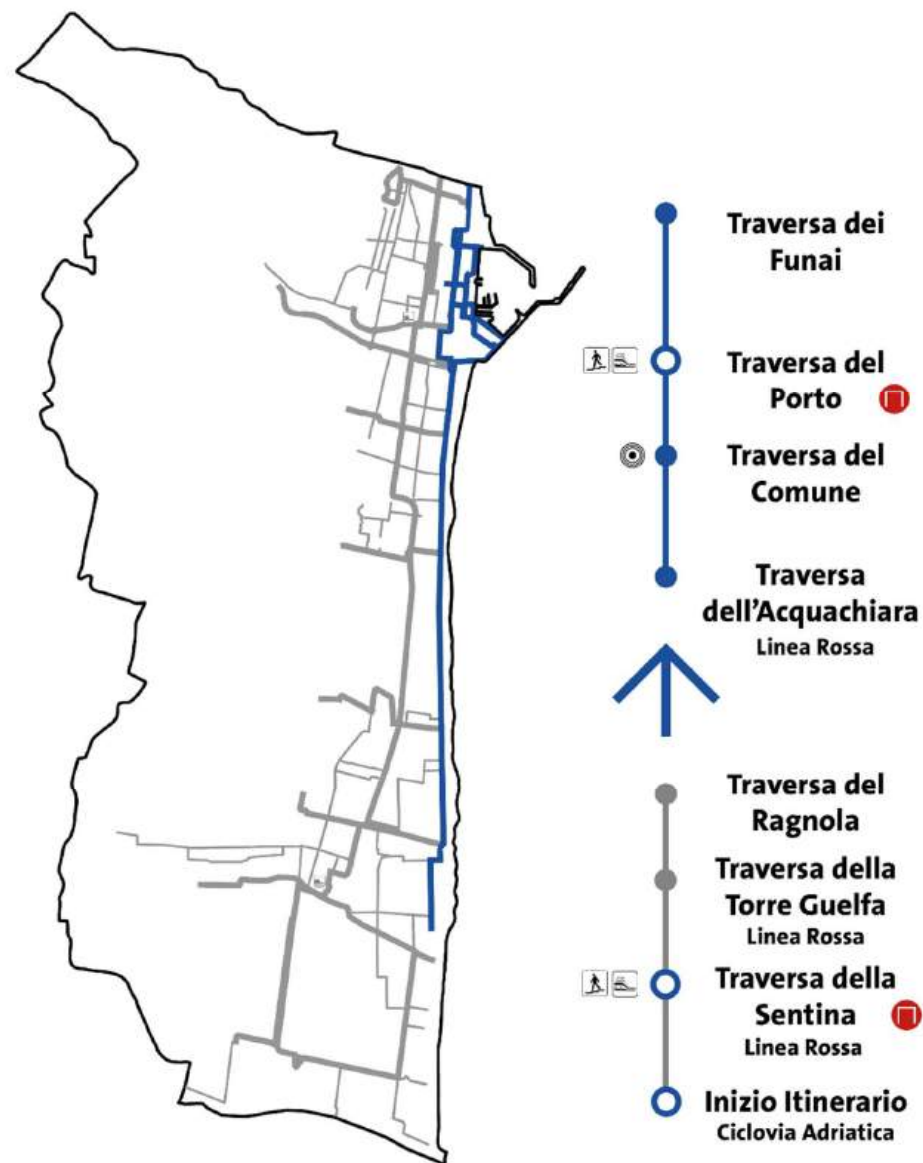 Traversa dei
Funai
Traversa del
Porto
Traversa del
Comune
Traversa
dell'Acquachiara
Linea Rossa
Traversa del
Ragnola
Traversa della
Torre Guelfa
Linea Rossa
Traversa della
Sentina
Linea Rossa
Inizio Itinerario
Ciclovia Adriatica